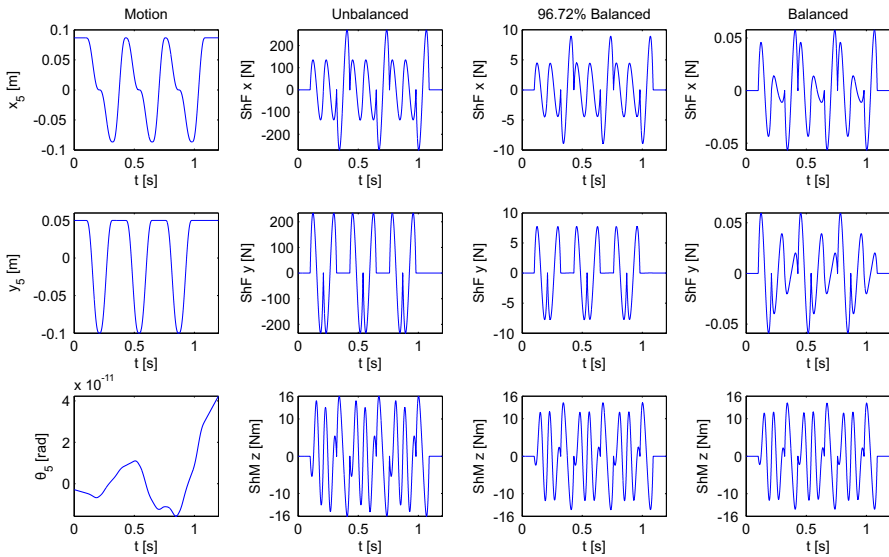 Motion
0.1
0.05
0
-0.05
-0.1
x5 [m]
0 0.5 1
t [s]
Unbalanced
200
100
0
-100
-200
ShF x [N]
0 0.5 1
t [s]
96.72% Balanced
10
5
0
-5
-10
ShF x [N]
0 0.5 1
t [s]
Balanced
0.05
0
-0.05
ShF x [N]
0 0.5 1
t [s]
0.05
0
-0.05
-0.1
y5 [m]
0 0.5 1
t [s]
200
100
0
-100
-200
ShF y [N]
0 0.5 1
t [s]
10
5
0
-5
-10
ShF y [N]
0 0.5 1
t [s]
0.05
0
-0.05
ShF y [N]
0 0.5 1
t [s]
x 10^-11
4
2
0
θ5 [rad]
0 0.5 1
t [s]
16
10
0
-10
-16
ShM z [Nm]
0 0.5 1
t [s]
16
10
0
-10
-16
ShM z [Nm]
0 0.5 1
t [s]
16
10
0
-10
-16
ShM z [Nm]
0 0.5 1
t [s]